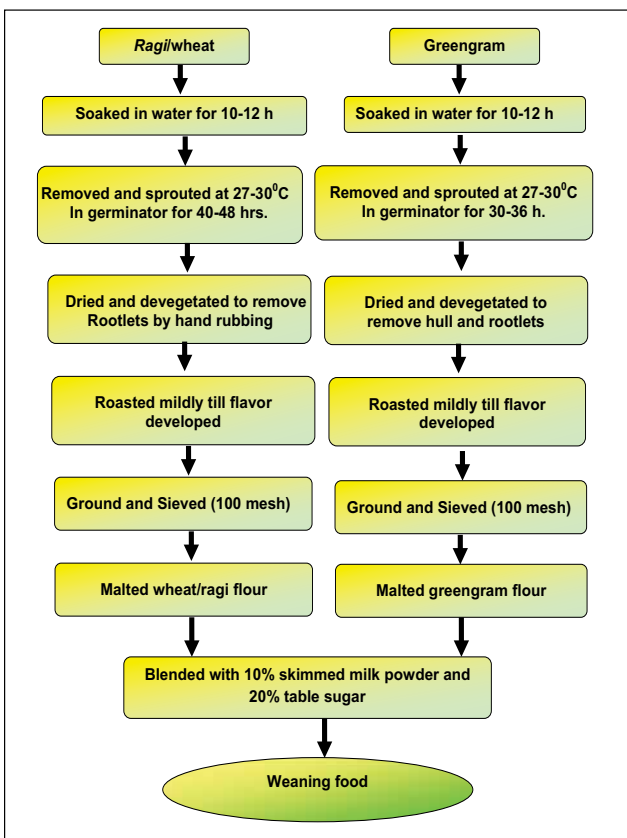 Ragi/wheat
Soaked in water for 10-12 h
Removed and sprouted at 27-30⁰C
In germinator for 40-48 hrs.
Dried and devegetated to remove
Rootlets by hand rubbing
Roasted mildly till flavor
developed
Ground and Sieved (100 mesh)
Malted wheat/ragi flour
Greengram
Soaked in water for 10-12 h
Removed and sprouted at 27-30⁰C
In germinator for 30-36 h.
Dried and devegetated to
remove hull and rootlets
Roasted mildly till flavor
developed
Ground and Sieved (100 mesh)
Malted greengram flour
Blended with 10% skimmed milk powder and
20% table sugar
Weaning food